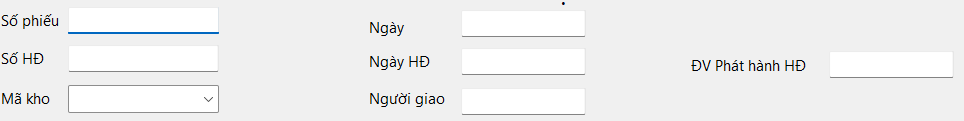 Số phiếu
Ngày
Số HĐ
Ngày HĐ
ĐV Phát hành HĐ
Mã kho
Người giao